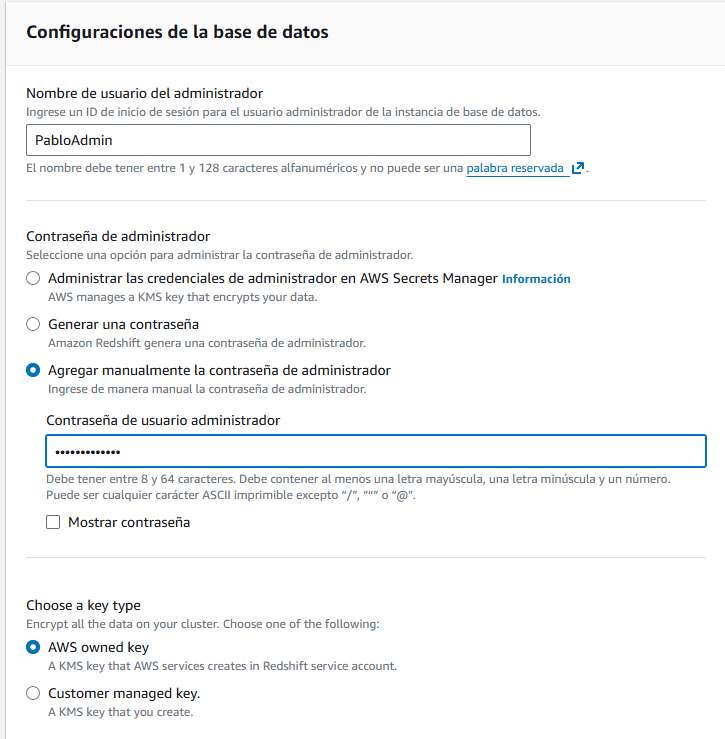 Configuraciones de la base de datos
Nombre de usuario del administrador
Ingrese un ID de inicio de sesión para el usuario administrador de la instancia de base de datos.
PabloAdmin
El nombre debe tener entre 1 y 128 caracteres alfanuméricos y no puede ser una palabra reservada .
Contraseña de administrador
Seleccione una opción para administrar la contraseña de administrador.
Administrar las credenciales de administrador en AWS Secrets Manager Información
AWS manages a KMS key that encrypts your data.
Generar una contraseña
Amazon Redshift genera una contraseña de administrador.
Agregar manualmente la contraseña de administrador
Ingrese de manera manual la contraseña de administrador.
Contraseña de usuario administrador
•••••••••••••
Debe tener entre 8 y 64 caracteres. Debe contener al menos una letra mayúscula, una letra minúscula y un número.
Puede ser cualquier carácter ASCII imprimible excepto “/”, “"” o “@”.
Mostrar contraseña
Choose a key type
Encrypt all the data on your cluster. Choose one of the following:
AWS owned key
A KMS key that AWS services creates in Redshift service account.
Customer managed key.
A KMS key that you create.